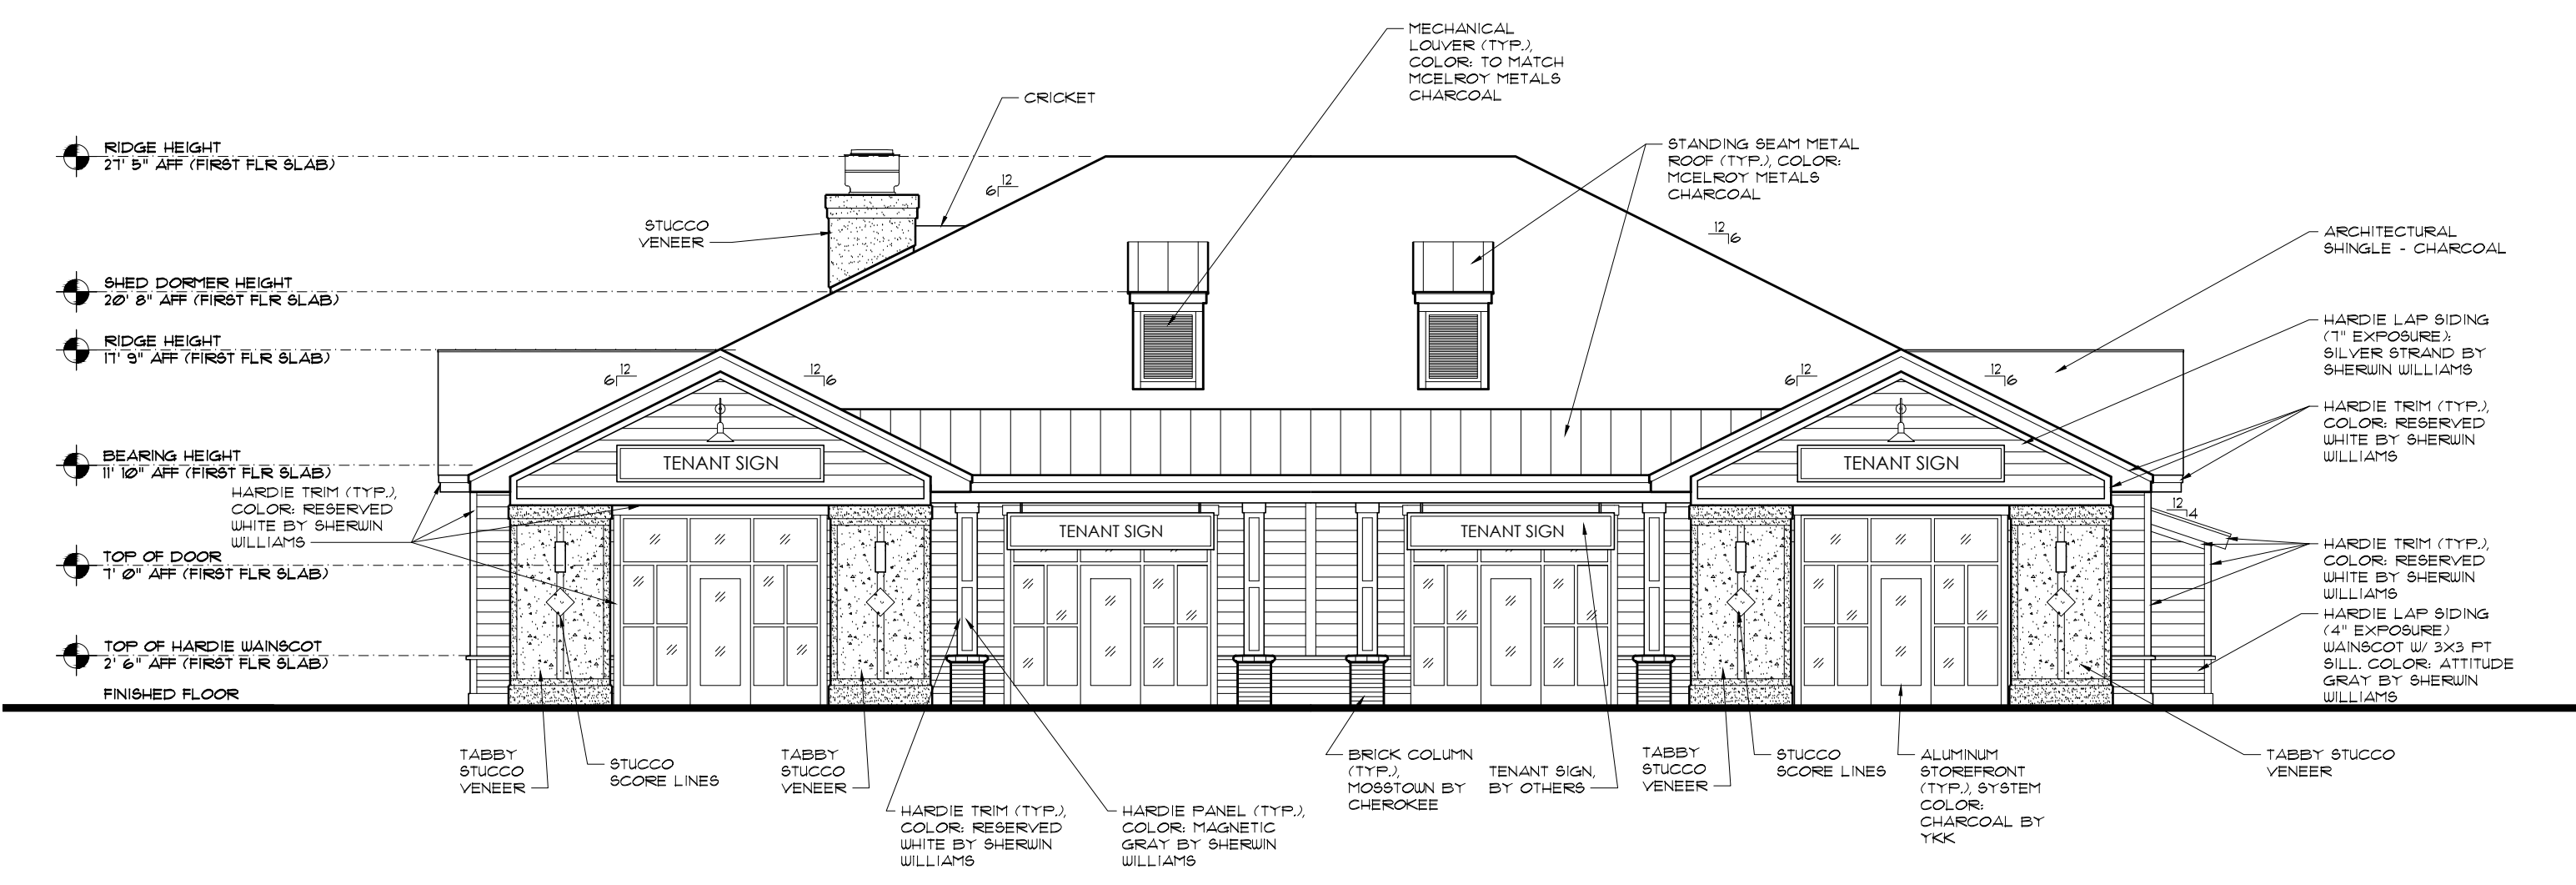 MECHANICAL
LOUVER (TYP.),
COLOR: TO MATCH
MCELROY METALS
CHARCOAL
CRICKET
RIDGE HEIGHT
27' 5" AFF (FIRST FLR SLAB)
STANDING SEAM METAL
ROOF (TYP.), COLOR:
MCELROY METALS
CHARCOAL
12
6
STUCCO
VENEER
12
6
ARCHITECTURAL
SHINGLE - CHARCOAL
SHED DORMER HEIGHT
20' 8" AFF (FIRST FLR SLAB)
HARDIE LAP SIDING
(7" EXPOSURE):
SILVER STRAND BY
SHERWIN WILLIAMS
RIDGE HEIGHT
17' 9" AFF (FIRST FLR SLAB)
12
6
12
6
12
6
12
6
HARDIE TRIM (TYP.),
COLOR: RESERVED
WHITE BY SHERWIN
WILLIAMS
BEARING HEIGHT
11' 10" AFF (FIRST FLR SLAB)
TENANT SIGN
TENANT SIGN
HARDIE TRIM (TYP.),
COLOR: RESERVED
WHITE BY SHERWIN
WILLIAMS
12
4
TENANT SIGN
TENANT SIGN
TOP OF DOOR
7' 0" AFF (FIRST FLR SLAB)
HARDIE TRIM (TYP.),
COLOR: RESERVED
WHITE BY SHERWIN
WILLIAMS
HARDIE LAP SIDING
(4" EXPOSURE)
WAINSCOT W/ 3X3 PT
SILL. COLOR: ATTITUDE
GRAY BY SHERWIN
WILLIAMS
TOP OF HARDIE WAINSCOT
2' 6" AFF (FIRST FLR SLAB)
FINISHED FLOOR
TABBY
STUCCO
VENEER
STUCCO
SCORE LINES
TABBY
STUCCO
VENEER
HARDIE TRIM (TYP.),
COLOR: RESERVED
WHITE BY SHERWIN
WILLIAMS
HARDIE PANEL (TYP.),
COLOR: MAGNETIC
GRAY BY SHERWIN
WILLIAMS
BRICK COLUMN
(TYP.),
MOSSTOWN BY
CHEROKEE
TENANT SIGN,
BY OTHERS
TABBY
STUCCO
VENEER
STUCCO
SCORE LINES
ALUMINUM
STOREFRONT
(TYP.), SYSTEM
COLOR:
CHARCOAL BY
YKK
TABBY STUCCO
VENEER